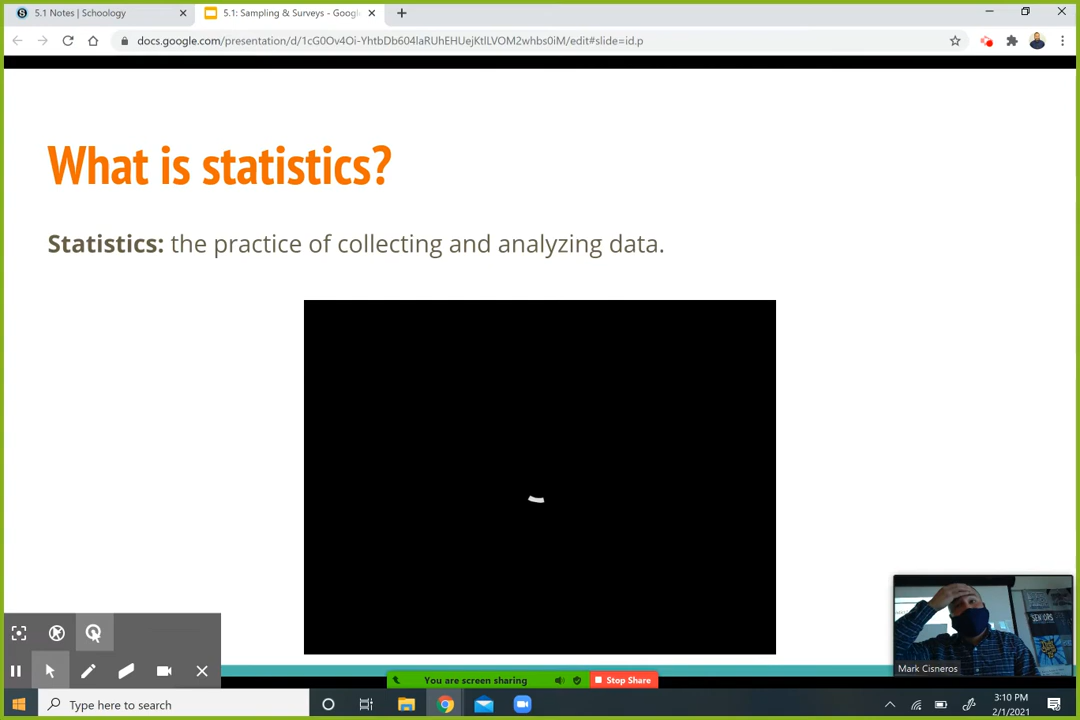 5.1 Notes | Schoology
5.1: Sampling & Surveys - Googl
docs.google.com/presentation/d/1cG0Ov4Oi-YhtbDb604laRUhEHUejKtlLVOM2whbs0iM/edit#slide=id.p
What is statistics?
Statistics: the practice of collecting and analyzing data.
SENIORS
Mark Cisneros
You are screen sharing
Stop Share
Type here to search
3:10 PM
2/1/2021